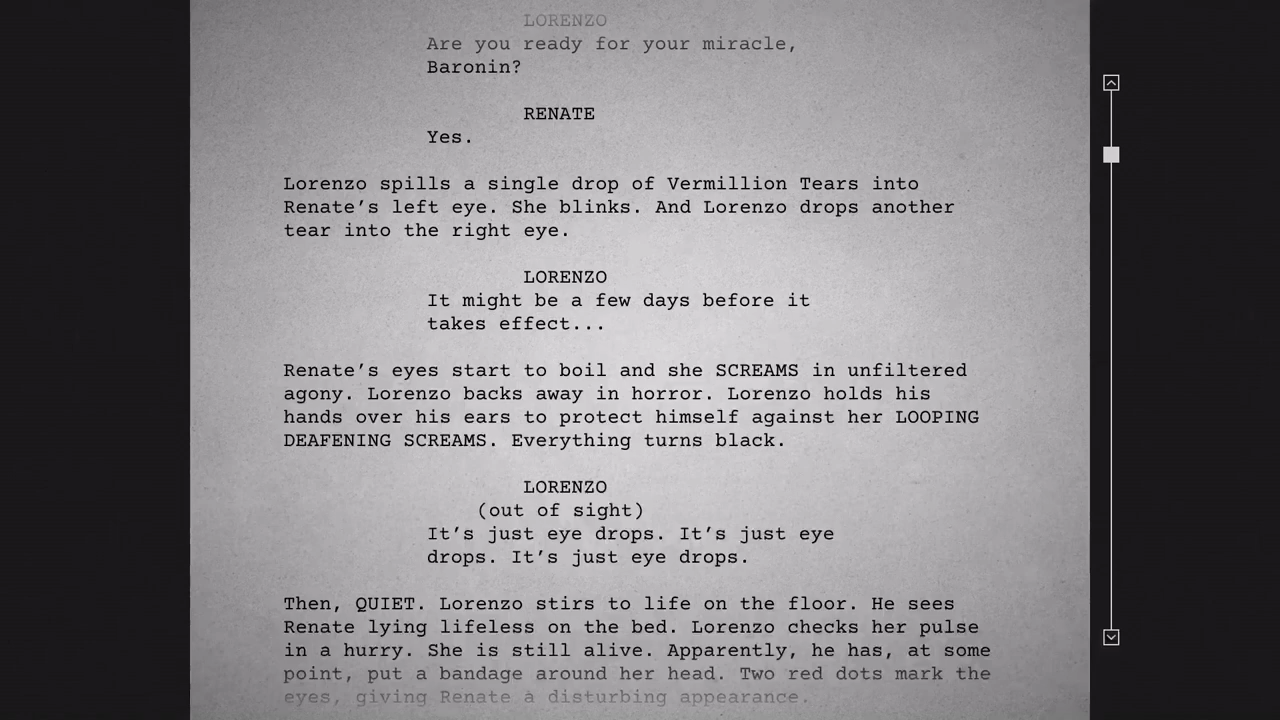 LORENZO
Are you ready for your miracle,
Baronin?
RENATE
Yes.
Lorenzo spills a single drop of Vermillion Tears into
Renate’s left eye. She blinks. And Lorenzo drops another
tear into the right eye.
LORENZO
It might be a few days before it
takes effect...
Renate’s eyes start to boil and she SCREAMS in unfiltered
agony. Lorenzo backs away in horror. Lorenzo holds his
hands over his ears to protect himself against her LOOPING
DEAFENING SCREAMS. Everything turns black.
LORENZO
(out of sight)
It’s just eye drops. It’s just eye
drops. It’s just eye drops.
Then, QUIET. Lorenzo stirs to life on the floor. He sees
Renate lying lifeless on the bed. Lorenzo checks her pulse
in a hurry. She is still alive. Apparently, he has, at some
point, put a bandage around her head. Two red dots mark the
eyes, giving Renate a disturbing appearance.